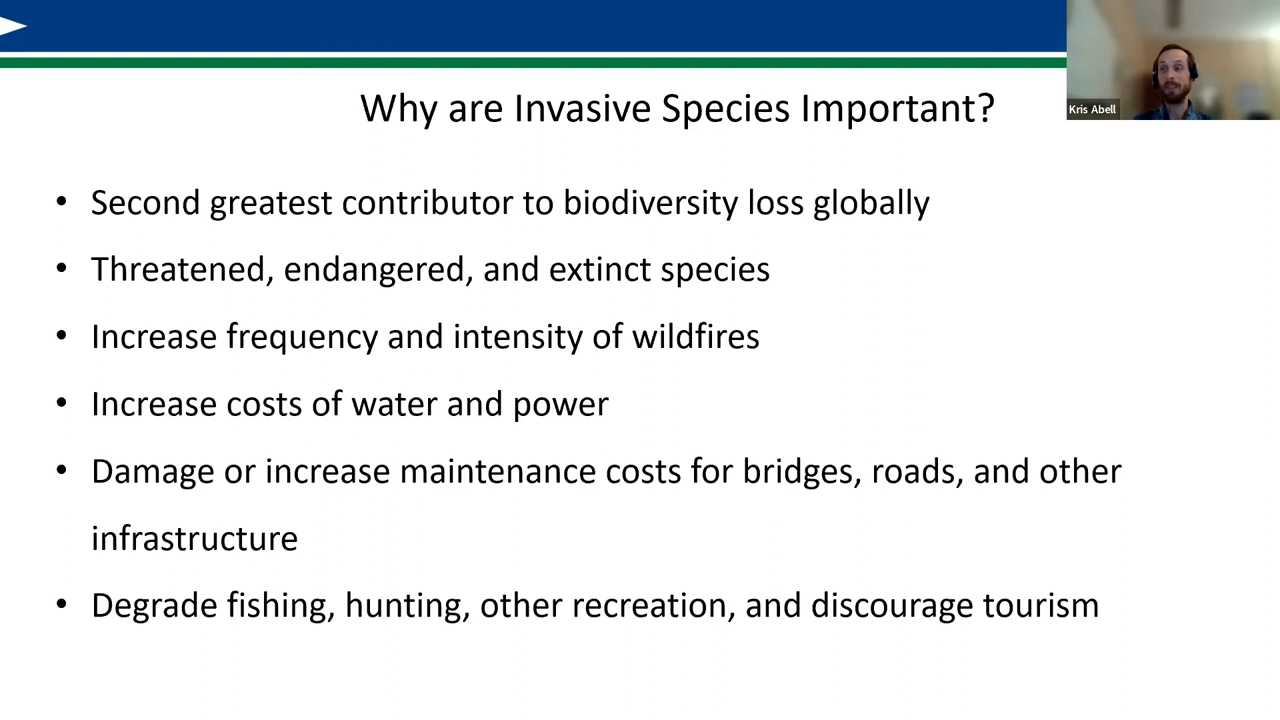 Kris Abell
Why are Invasive Species Important?
• Second greatest contributor to biodiversity loss globally
• Threatened, endangered, and extinct species
• Increase frequency and intensity of wildfires
• Increase costs of water and power
• Damage or increase maintenance costs for bridges, roads, and other
infrastructure
• Degrade fishing, hunting, other recreation, and discourage tourism